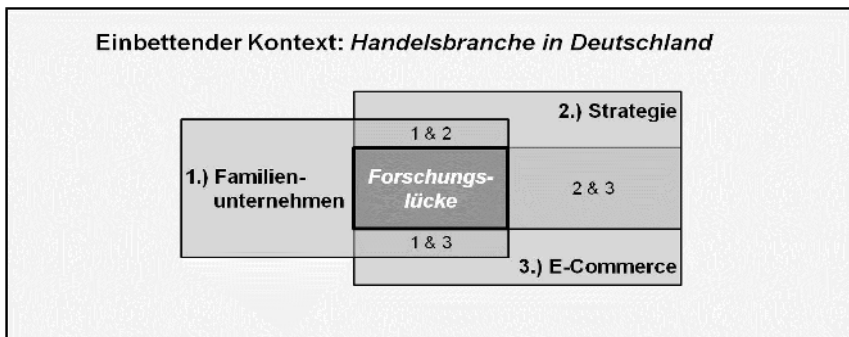 Einbettender Kontext: Handelsbranche in Deutschland
2.) Strategie
1 & 2
1.) Familien-
unternehmen
Forschungs-
lücke
2 & 3
1 & 3
3.) E-Commerce